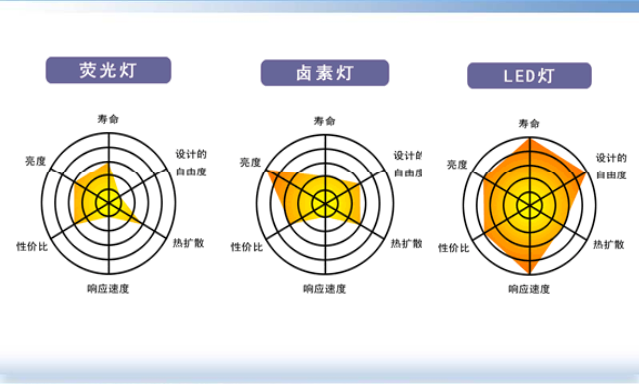 荧光灯
卤素灯
LED灯
寿命
设计的
自由度
热扩散
响应速度
性价比
亮度
寿命
设计的
自由度
热扩散
响应速度
性价比
亮度
寿命
设计的
自由度
热扩散
响应速度
性价比
亮度